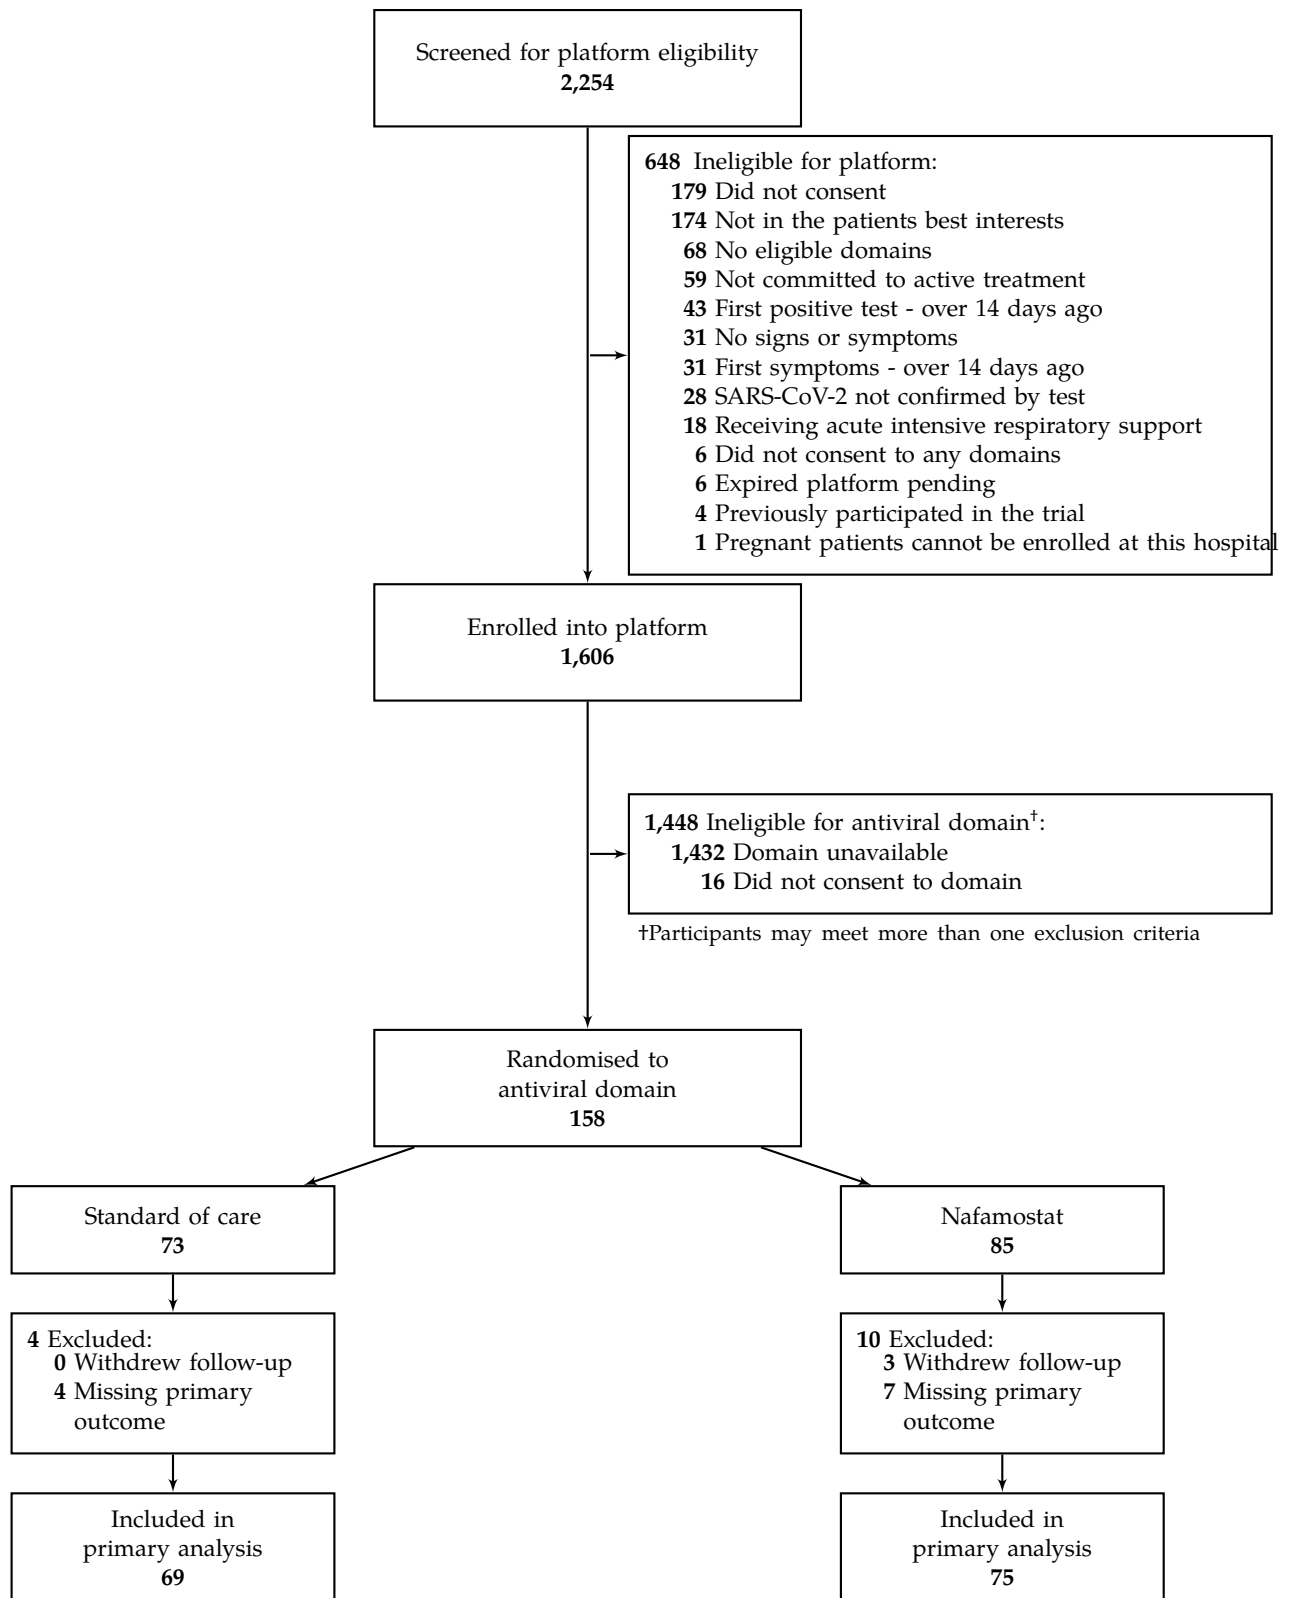 Screened for platform eligibility
2,254
648 Ineligible for platform:
179 Did not consent
174 Not in the patients best interests
68 No eligible domains
59 Not committed to active treatment
43 First positive test - over 14 days ago
31 No signs or symptoms
31 First symptoms - over 14 days ago
28 SARS-CoV-2 not confirmed by test
18 Receiving acute intensive respiratory support
6 Did not consent to any domains
6 Expired platform pending
4 Previously participated in the trial
1 Pregnant patients cannot be enrolled at this hospital
Enrolled into platform
1,606
1,448 Ineligible for antiviral domain†:
1,432 Domain unavailable
16 Did not consent to domain
†Participants may meet more than one exclusion criteria
Randomised to
antiviral domain
158
Standard of care
73
4 Excluded:
0 Withdrew follow-up
4 Missing primary
outcome
Included in
primary analysis
69
Nafamostat
85
10 Excluded:
3 Withdrew follow-up
7 Missing primary
outcome
Included in
primary analysis
75